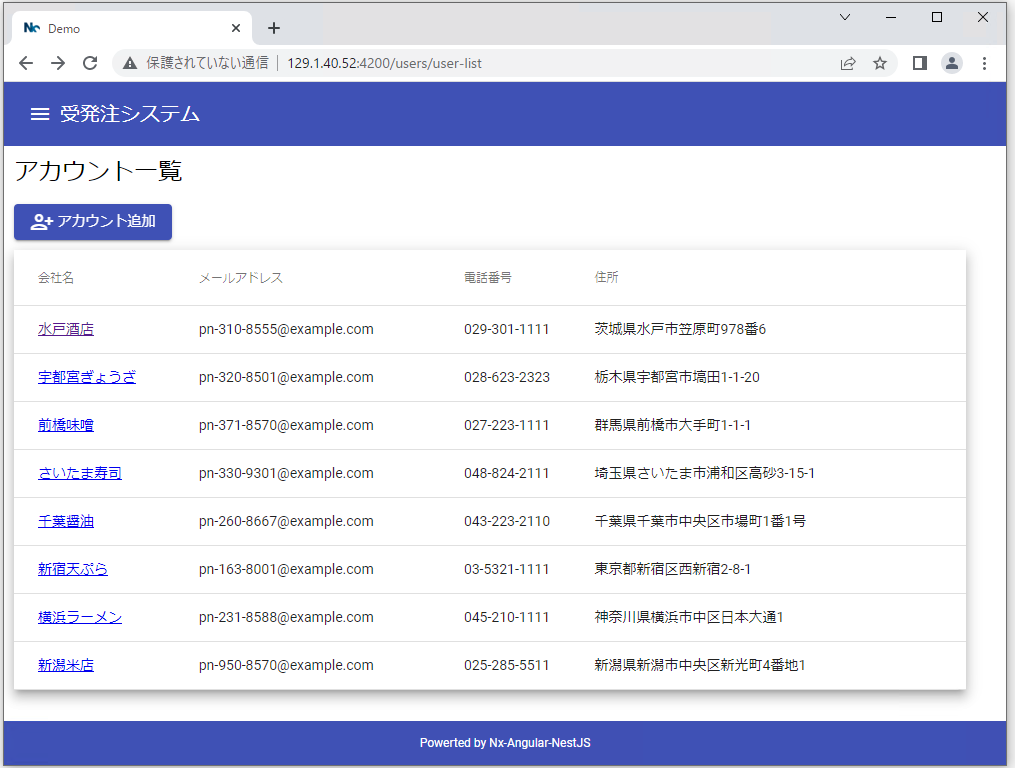 Demo
保護されていない通信 129.1.40.52:4200/users/user-list
受発注システム
アカウント一覧
アカウント追加
会社名 メールアドレス 電話番号 住所
水戸酒店 pn-310-8555@example.com 029-301-1111 茨城県水戸市笠原町978番6
宇都宮ぎょうざ pn-320-8501@example.com 028-623-2323 栃木県宇都宮市塙田1-1-20
前橋味噌 pn-371-8570@example.com 027-223-1111 群馬県前橋市大手町1-1-1
さいたま寿司 pn-330-9301@example.com 048-824-2111 埼玉県さいたま市浦和区高砂3-15-1
千葉醤油 pn-260-8667@example.com 043-223-2110 千葉県千葉市中央区市場町1番1号
新宿天ぷら pn-163-8001@example.com 03-5321-1111 東京都新宿区西新宿2-8-1
横浜ラーメン pn-231-8588@example.com 045-210-1111 神奈川県横浜市中区日本大通1
新潟米店 pn-950-8570@example.com 025-285-5511 新潟県新潟市中央区新光町4番地1
Powerted by Nx-Angular-NestJS